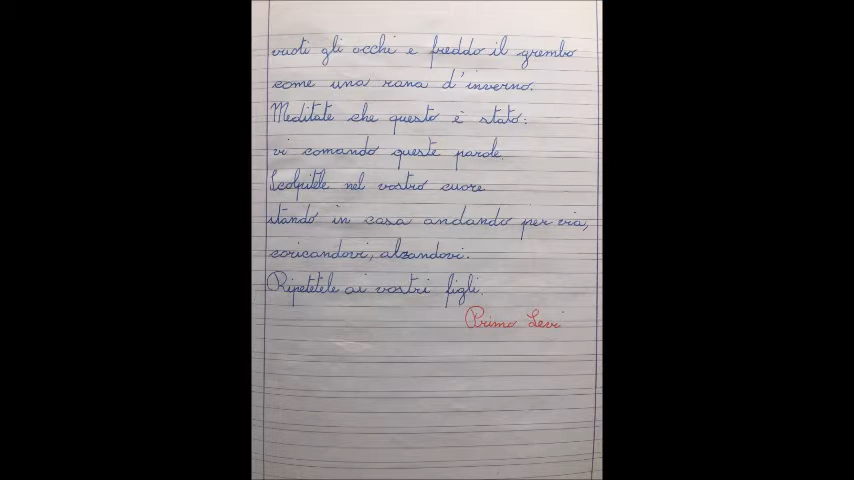 vuoti gli occhi e freddo il grembo
come una rana d'inverno.
Meditate che questo è stato:
vi comando queste parole.
Scolpitele nel vostro cuore
stando in casa andando per via,
coricandovi, alzandovi.
Ripetetele ai vostri figli.
Primo Levi